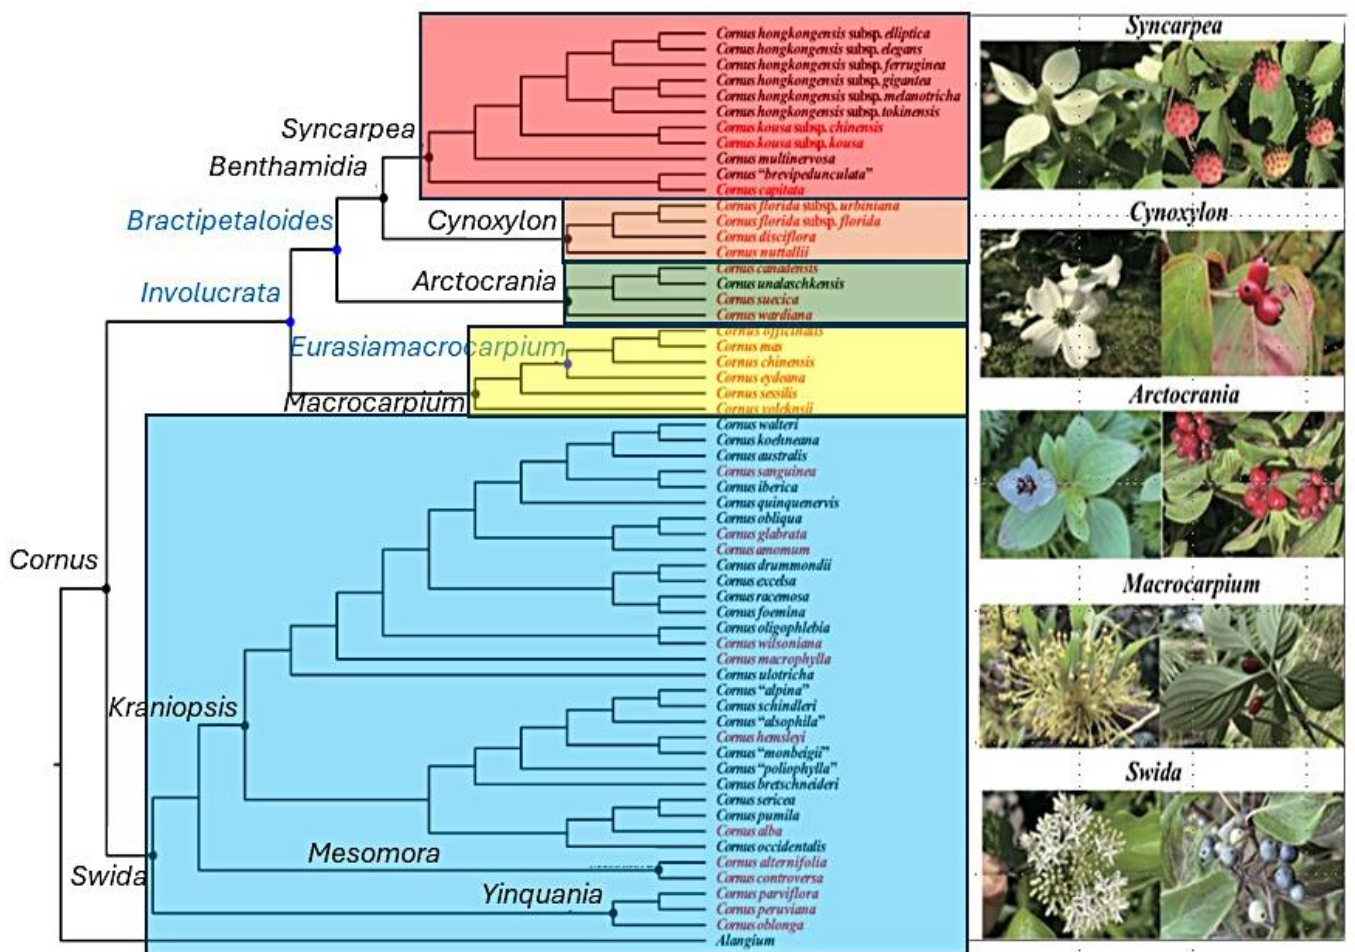 Syncarpea
Benthamidia
Bractipetaloides
Cynoxylon
Involucrata
Arctocrania
Eurasiamacrocarpium
Macrocarpium
Cornus
Kraniopsis
Mesomora
Swida
Yinquania
Cornus hongkongensis subsp. elliptica
Cornus hongkongensis subsp. elegans
Cornus hongkongensis subsp. ferruginea
Cornus hongkongensis subsp. gigantea
Cornus hongkongensis subsp. melanotricha
Cornus hongkongensis subsp. tokinensis
Cornus kousa subsp. chinensis
Cornus kousa subsp. kousa
Cornus multinervosa
Cornus "brevipedunculata"
Cornus capitata
Cornus florida subsp. urbiniana
Cornus florida subsp. florida
Cornus disciflora
Cornus nuttallii
Cornus canadensis
Cornus unalaschkensis
Cornus suecica
Cornus wardiana
Cornus officinalis
Cornus mas
Cornus chinensis
Cornus eydeana
Cornus sessilis
Cornus voleknsii
Cornus walteri
Cornus koehneana
Cornus australis
Cornus sanguinea
Cornus iberica
Cornus quinquenervis
Cornus obliqua
Cornus glabrata
Cornus amomum
Cornus drummondii
Cornus excelsa
Cornus racemosa
Cornus foemina
Cornus oligophlebia
Cornus wilsoniana
Cornus macrophylla
Cornus ulotricha
Cornus "alpina"
Cornus schindleri
Cornus "alsophila"
Cornus hemsleyi
Cornus "monbeigii"
Cornus "poliophylla"
Cornus bretschneideri
Cornus sericea
Cornus pumila
Cornus alba
Cornus occidentalis
Cornus alternifolia
Cornus controversa
Cornus parviflora
Cornus peruviana
Cornus oblonga
Alangium
Syncarpea
Cynoxylon
Arctocrania
Macrocarpium
Swida